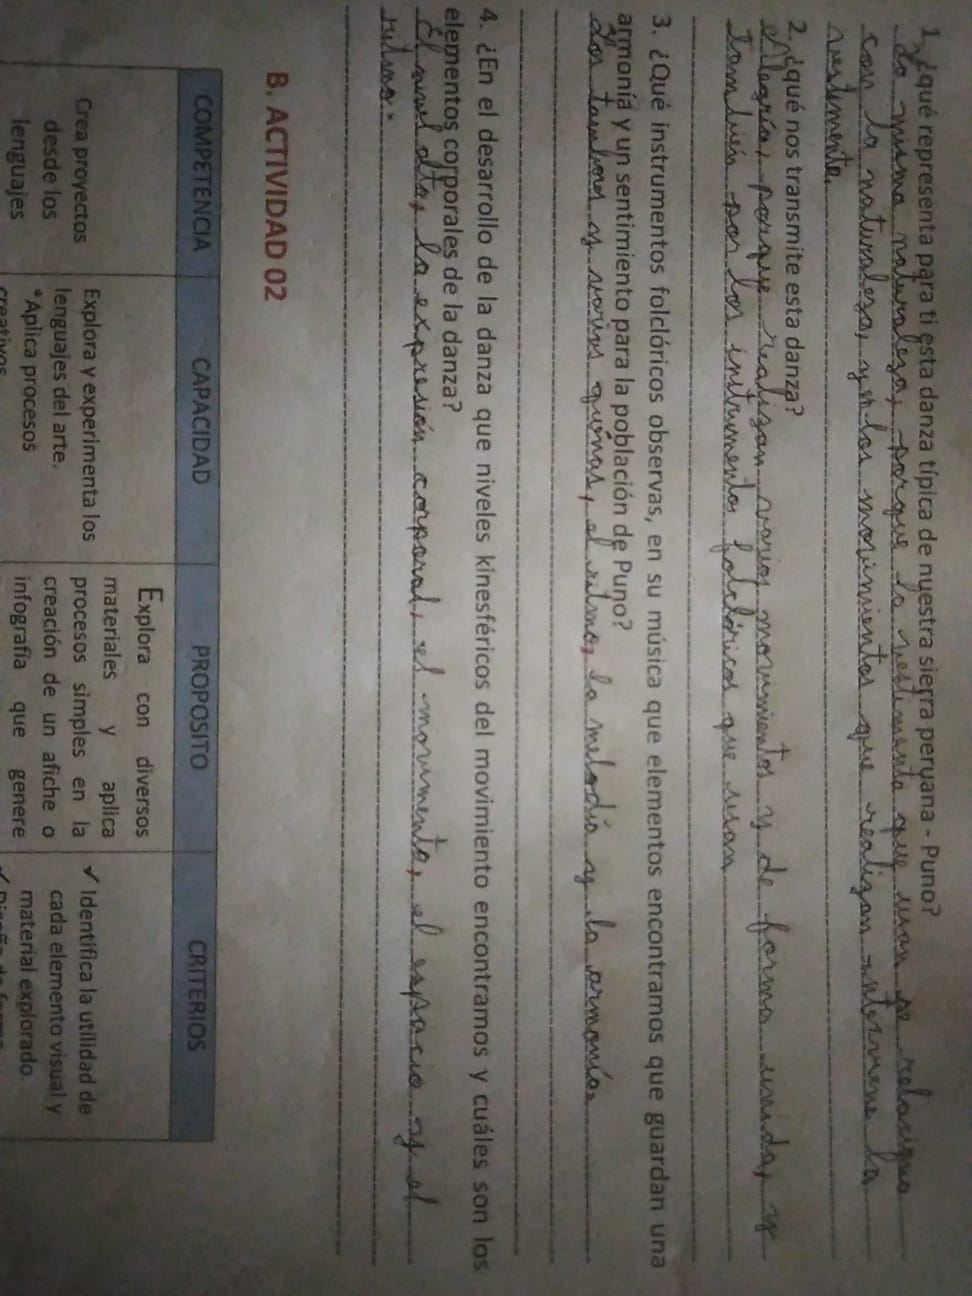 1. ¿qué representa para ti esta danza típica de nuestra sierra peruana - Puno?
La misma naturaleza, porque la vestimenta que usan se relaciona
con la naturaleza, y los movimientos que realizan interviene la
vestimenta.
2. ¿qué nos transmite esta danza?
Alegría, porque realizan varios movimientos y de forma unida, y
también por los instrumentos folclóricos que usan
3. ¿Qué instrumentos folclóricos observas, en su música que elementos encontramos que guardan una
armonía y un sentimiento para la población de Puno?
Los tambores y varios quenas, el ritmo, la melodía y la armonía.
4. ¿En el desarrollo de la danza que niveles kinesféricos del movimiento encontramos y cuáles son los
elementos corporales de la danza?
El nivel alto, la expresión corporal, el movimento, el espacio y el
ritmo.
B. ACTIVIDAD 02
COMPETENCIA CAPACIDAD PROPOSITO CRITERIOS
Crea proyectos
desde los
lenguajes
Explora y experimenta los
lenguajes del arte.
*Aplica procesos
creativos
Explora con diversos
materiales y aplica
procesos simples en la
creación de un afiche o
infografía que genere
✓ Identifica la utilidad de
cada elemento visual y
material explorado.